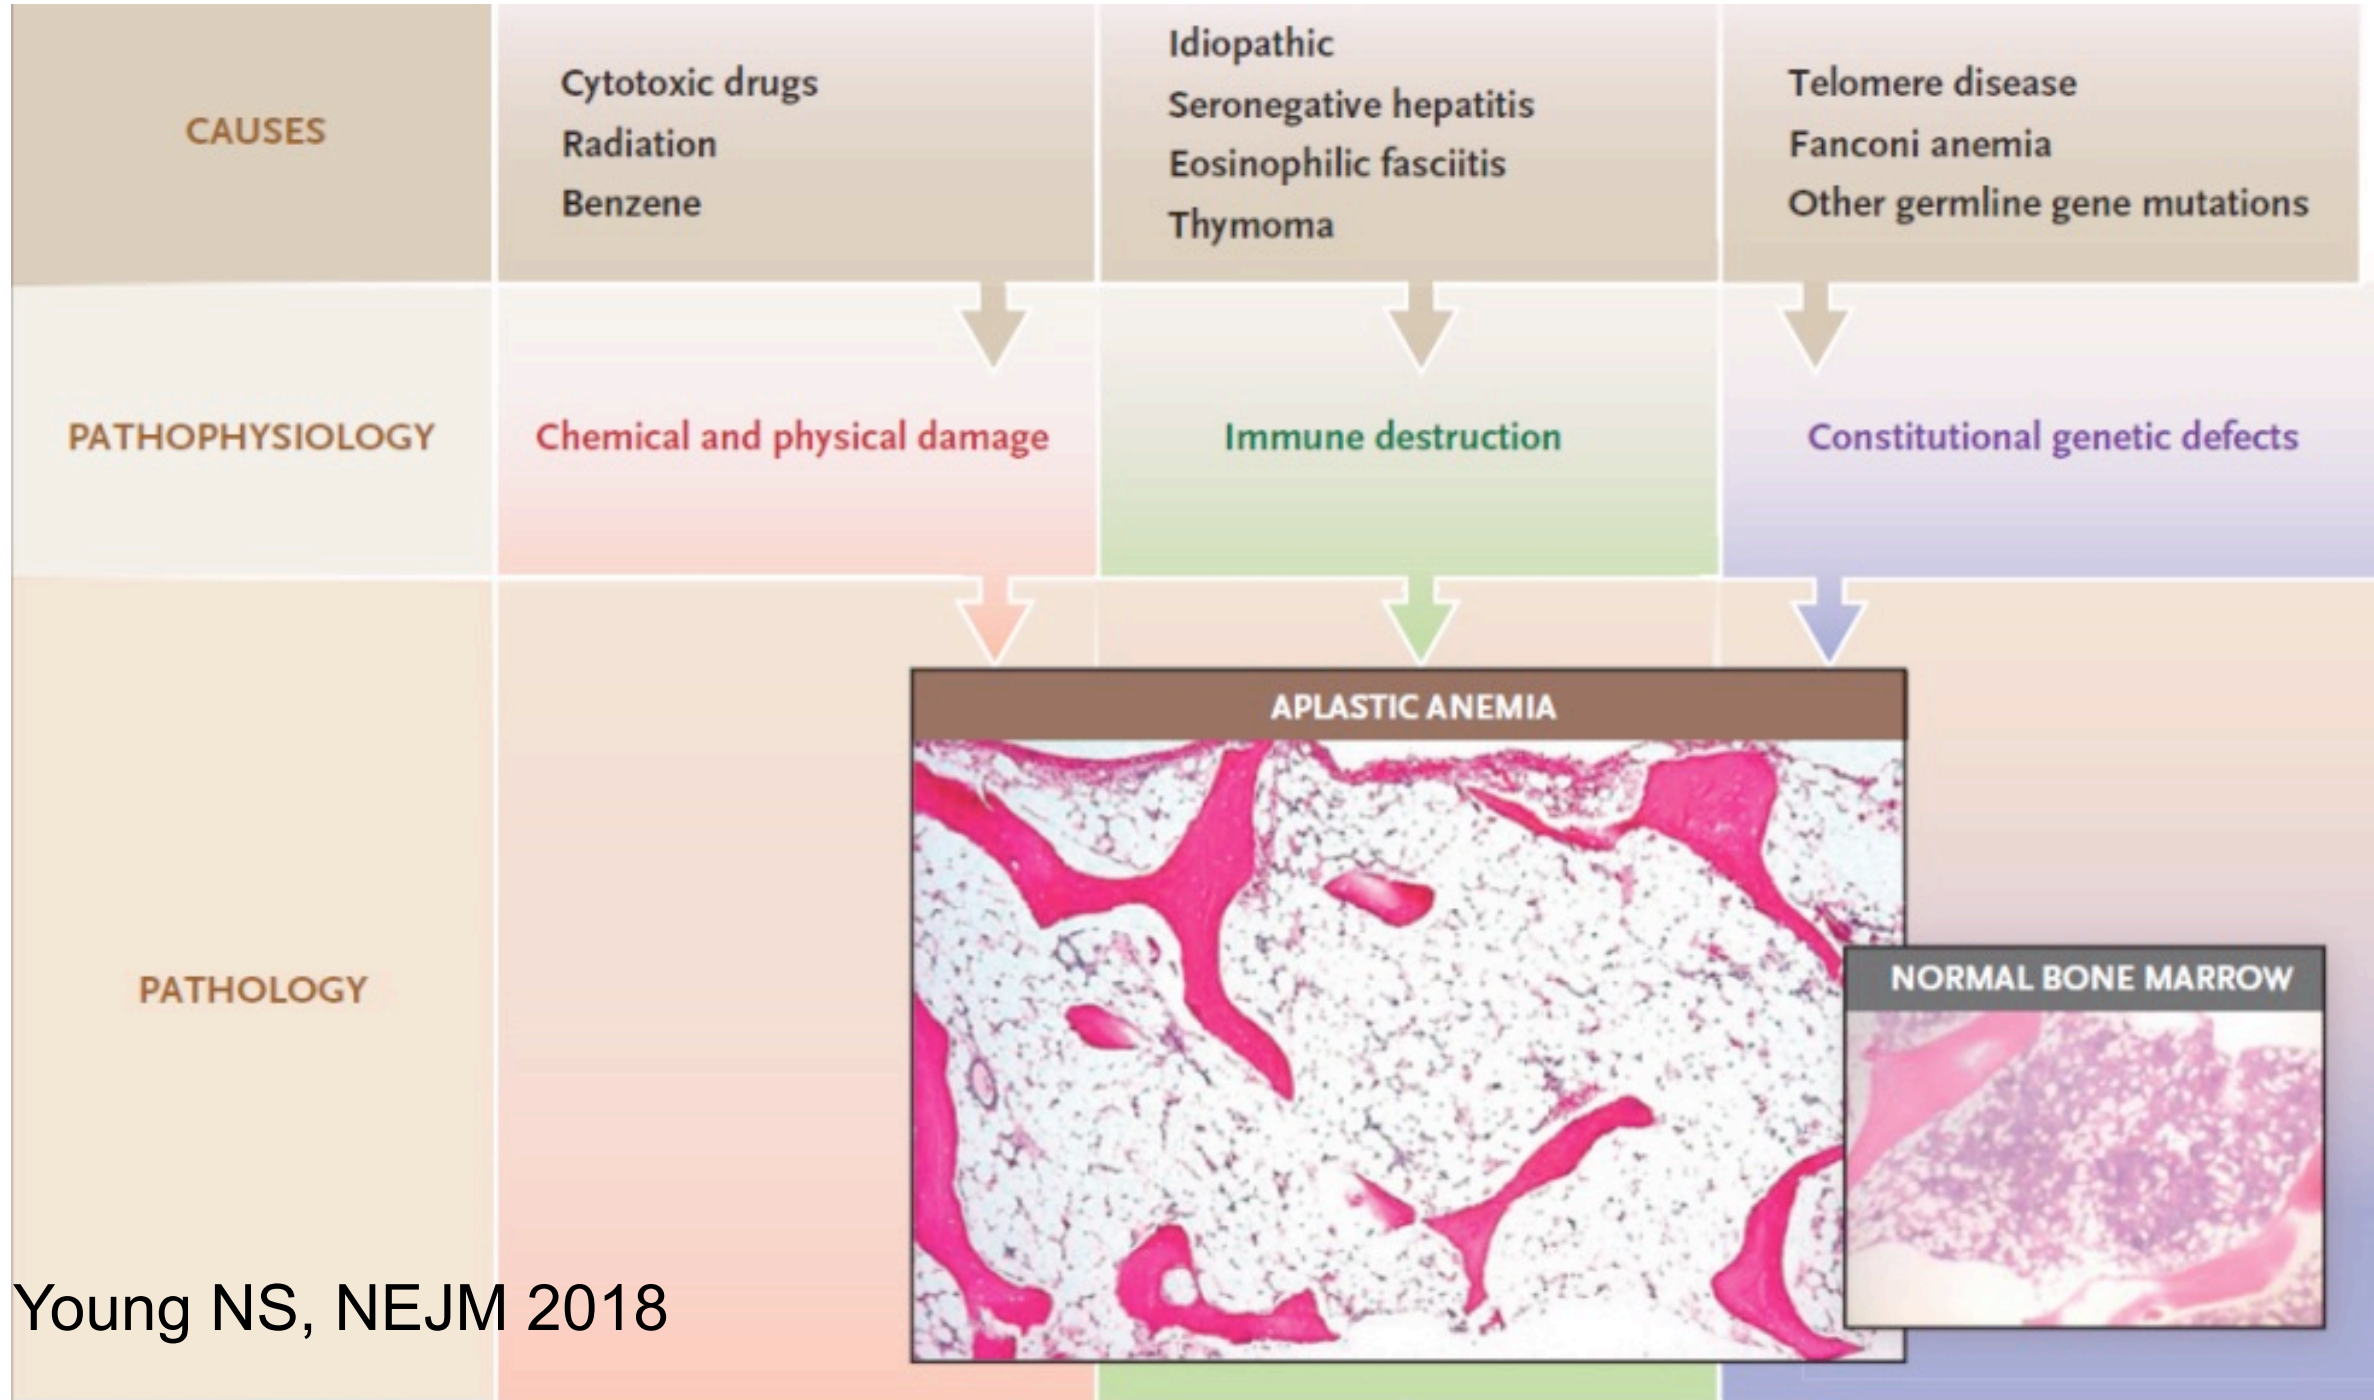 CAUSES
Cytotoxic drugs
Radiation
Benzene
Idiopathic
Seronegative hepatitis
Eosinophilic fasciitis
Thymoma
Telomere disease
Fanconi anemia
Other germline gene mutations
PATHOPHYSIOLOGY
Chemical and physical damage
Immune destruction
Constitutional genetic defects
PATHOLOGY
APLASTIC ANEMIA
NORMAL BONE MARROW
Young NS, NEJM 2018